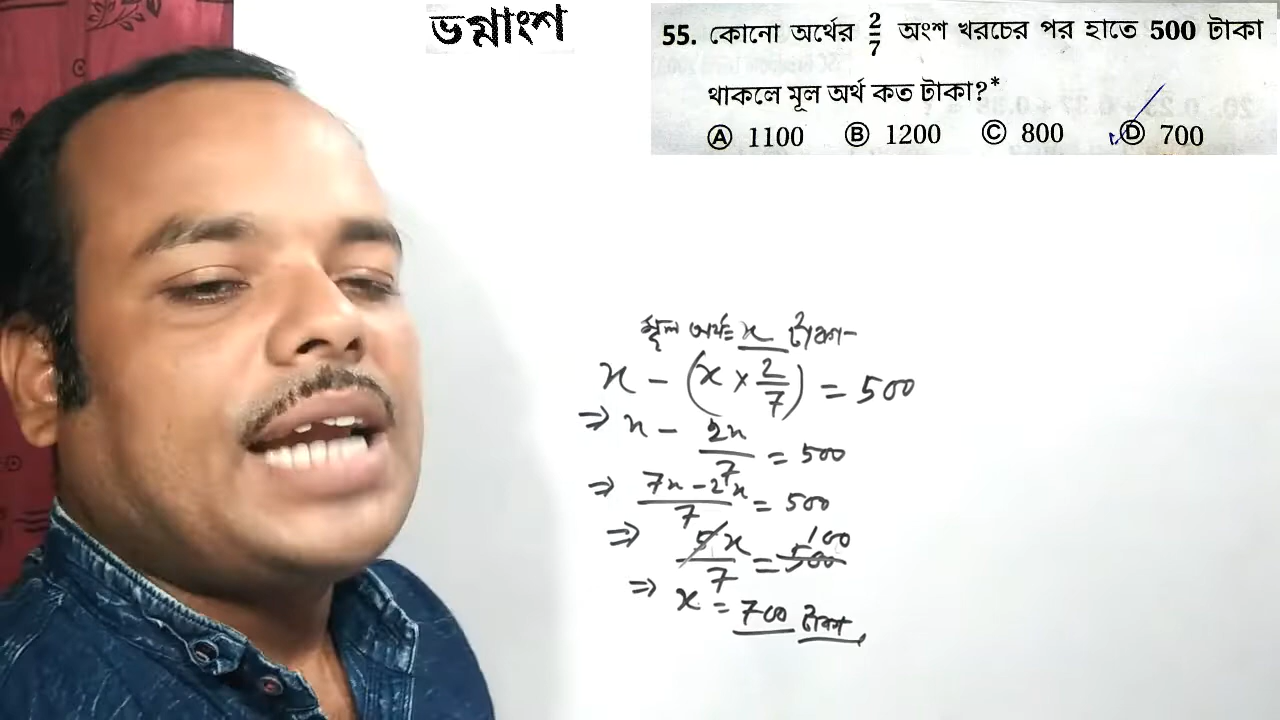 ভগ্নাংশ
55. কোনো অর্থের 2/7 অংশ খরচের পর হাতে 500 টাকা
থাকলে মূল অর্থ কত টাকা?*
Ⓐ 1100 Ⓑ 1200 Ⓒ 800 Ⓓ 700
মূল অর্থ = x টাকা
x - (x × 2/7) = 500
⇒ x - 2x/7 = 500
⇒ 7x - 2x/7 = 500
⇒ 5x/7 = 500 100
⇒ x = 700 টাকা